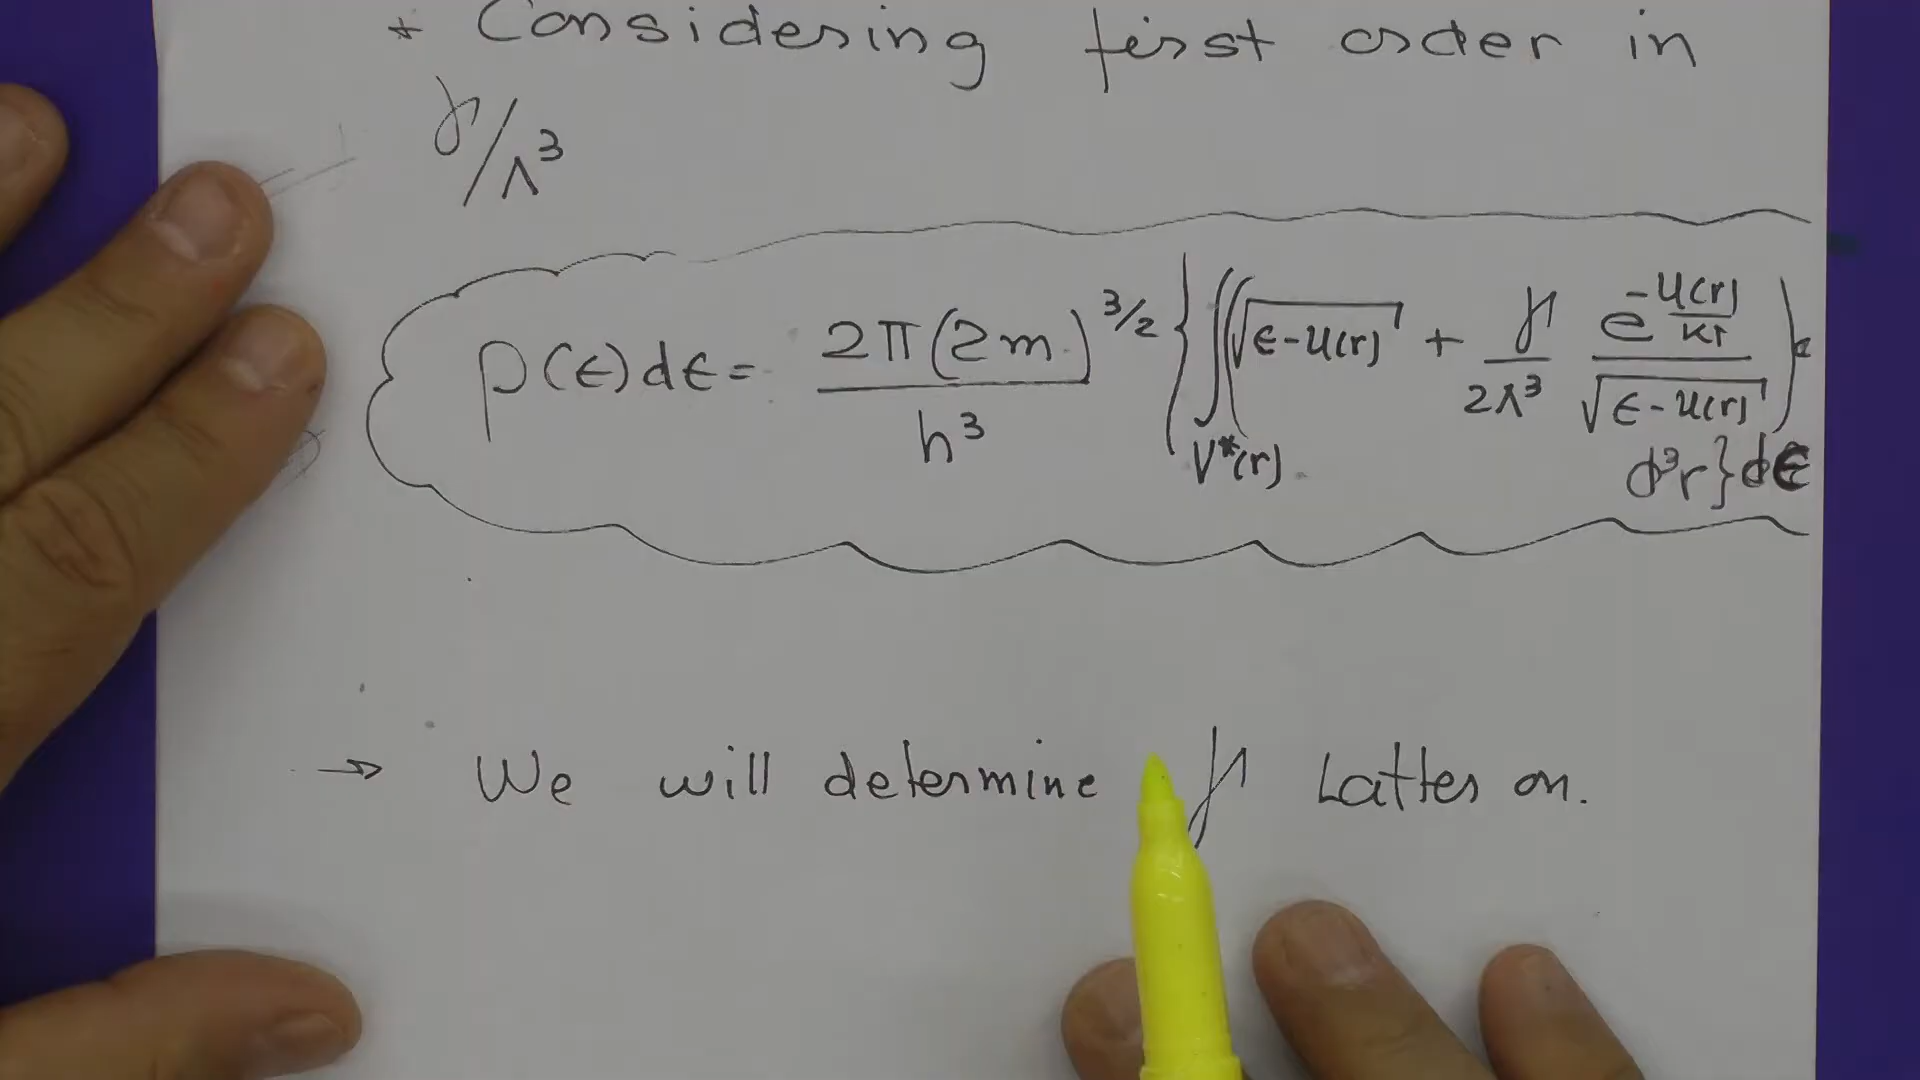 * Considering first order in
γ/Λ³
ρ(ϵ)dϵ = 2π(2m)^3/2 / h³ { ∫_V*(r) ( √ϵ-U(r) + γ/2Λ³ e^-U(r)/KT / √ϵ-U(r) )
d³r}dϵ
→ We will determine γ Latter on.